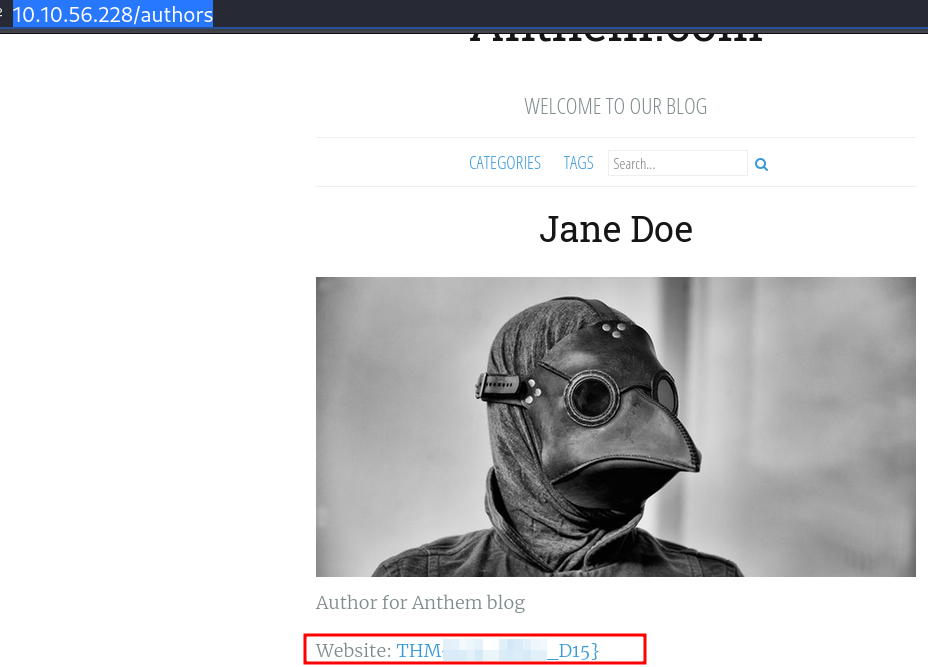 10.10.56.228/authors
Anthem.com
WELCOME TO OUR BLOG
CATEGORIES TAGS Search...
Jane Doe
Author for Anthem blog
Website: THM _D15}